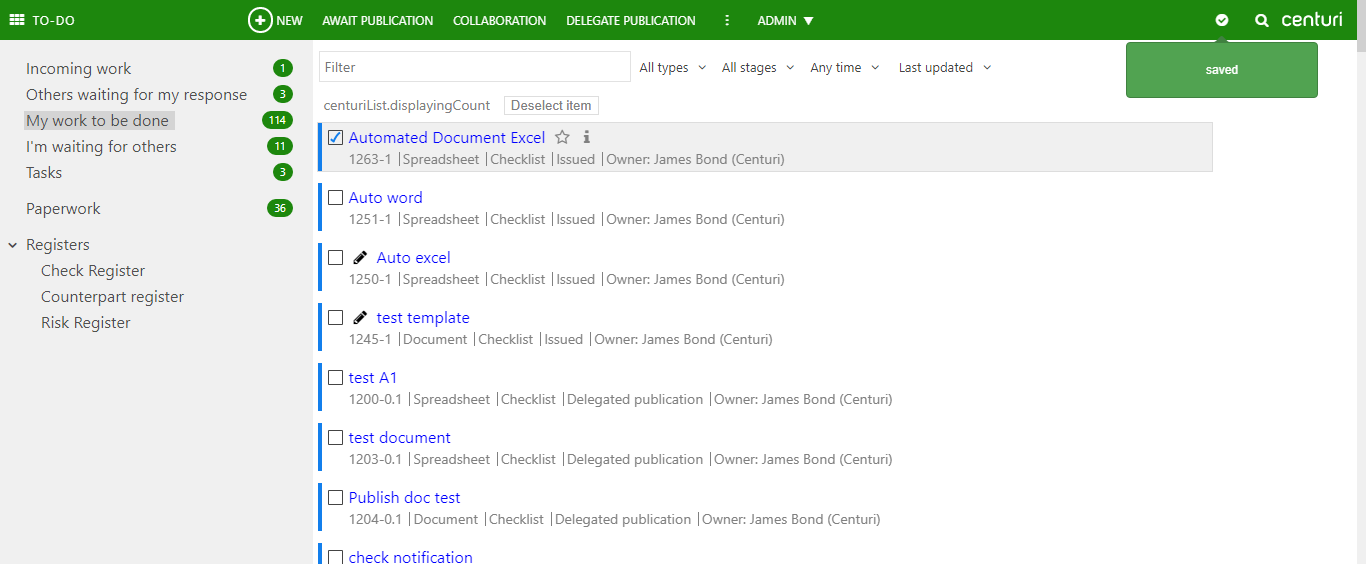 TO-DO NEW AWAIT PUBLICATION COLLABORATION DELEGATE PUBLICATION ADMIN centuri
saved
Incoming work 1
Others waiting for my response 3
My work to be done 114
I'm waiting for others 11
Tasks 3
Paperwork 36
Registers
Check Register
Counterpart register
Risk Register
Filter All types All stages Any time Last updated
centuriList.displayingCount Deselect item
Automated Document Excel
1263-1 |Spreadsheet |Checklist |Issued |Owner: James Bond (Centuri)
Auto word
1251-1 |Spreadsheet |Checklist |Issued |Owner: James Bond (Centuri)
Auto excel
1250-1 |Spreadsheet |Checklist |Issued |Owner: James Bond (Centuri)
test template
1245-1 |Document |Checklist |Issued |Owner: James Bond (Centuri)
test A1
1200-0.1 |Spreadsheet |Checklist |Delegated publication |Owner: James Bond (Centuri)
test document
1203-0.1 |Spreadsheet |Checklist |Delegated publication |Owner: James Bond (Centuri)
Publish doc test
1204-0.1 |Document |Checklist |Delegated publication |Owner: James Bond (Centuri)
check notification